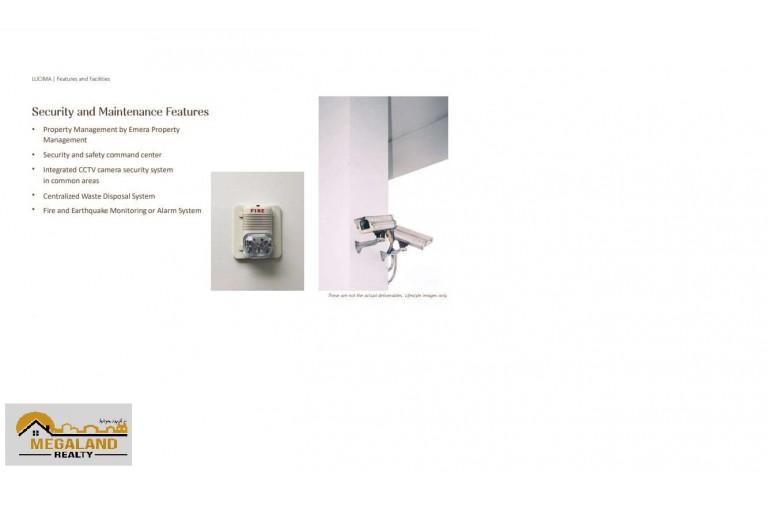 LUCIMA | Features and Facilities
Security and Maintenance Features
• Property Management by Emera Property
Management
• Security and safety command center
• Integrated CCTV camera security system
in common areas
• Centralized Waste Disposal System
• Fire and Earthquake Monitoring or Alarm System
FIRE
These are not the actual deliverables. Lifestyle images only.
MEGALAND
REALTY